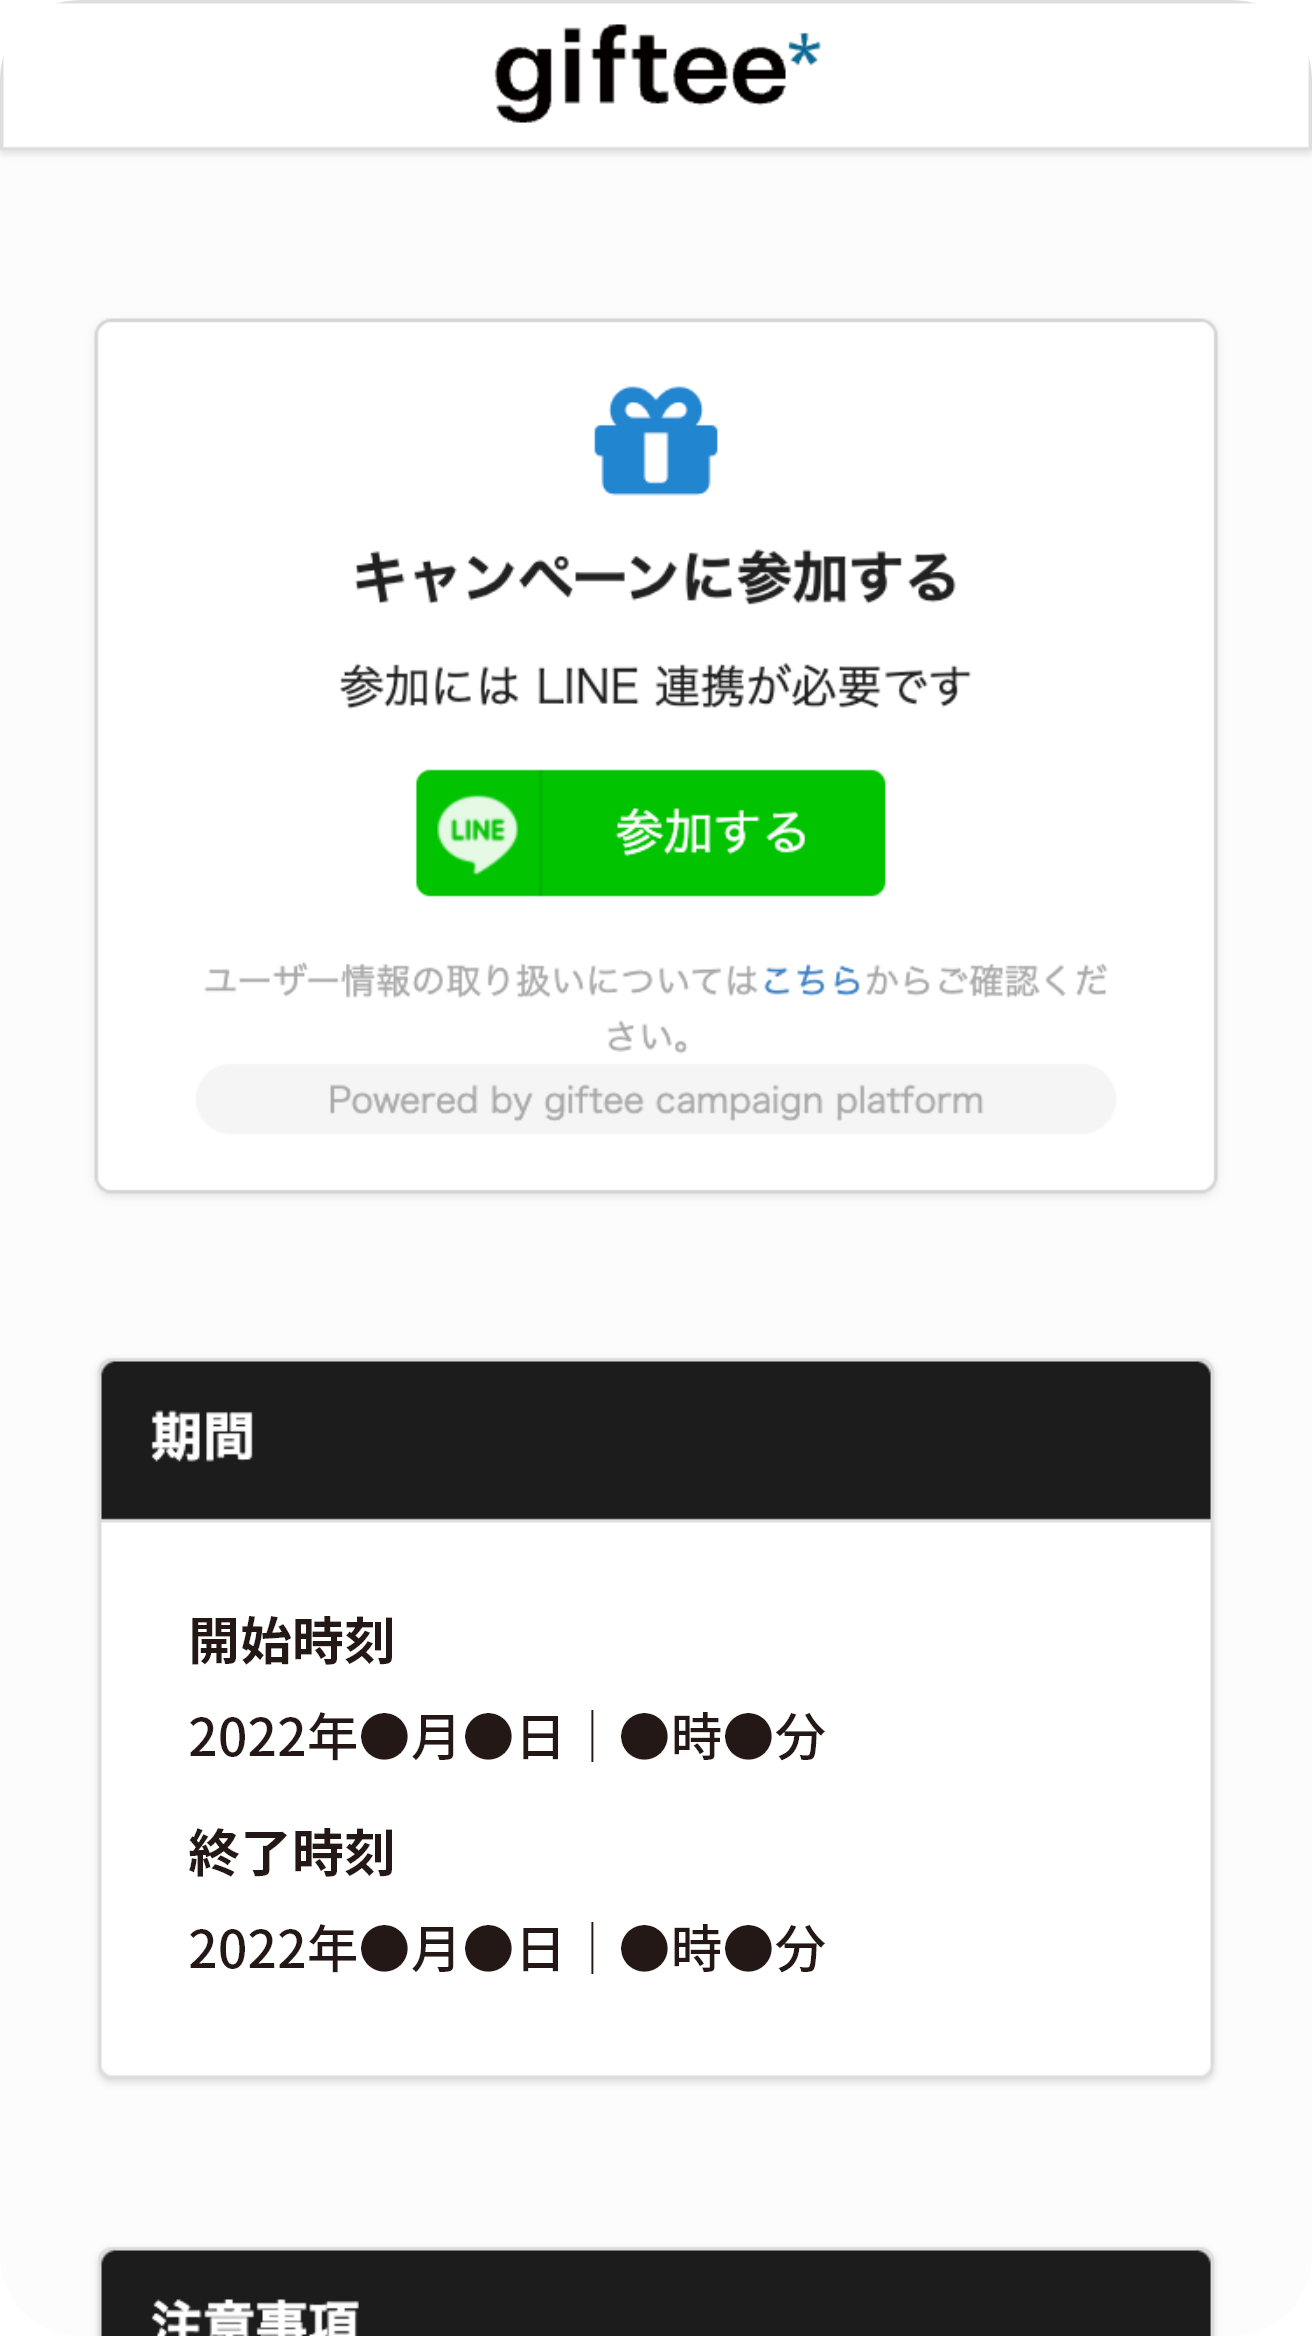 giftee*
キャンペーンに参加する
参加には LINE 連携が必要です
LINE 参加する
ユーザー情報の取り扱いについてはこちらからご確認くだ
さい。
Powered by giftee campaign platform
期間
開始時刻
2022年●月●日｜●時●分
終了時刻
2022年●月●日｜●時●分
注意事項